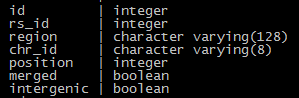 id | integer
rs_id | integer
region | character varying(128)
chr_id | character varying(8)
position | integer
merged | boolean
intergenic | boolean